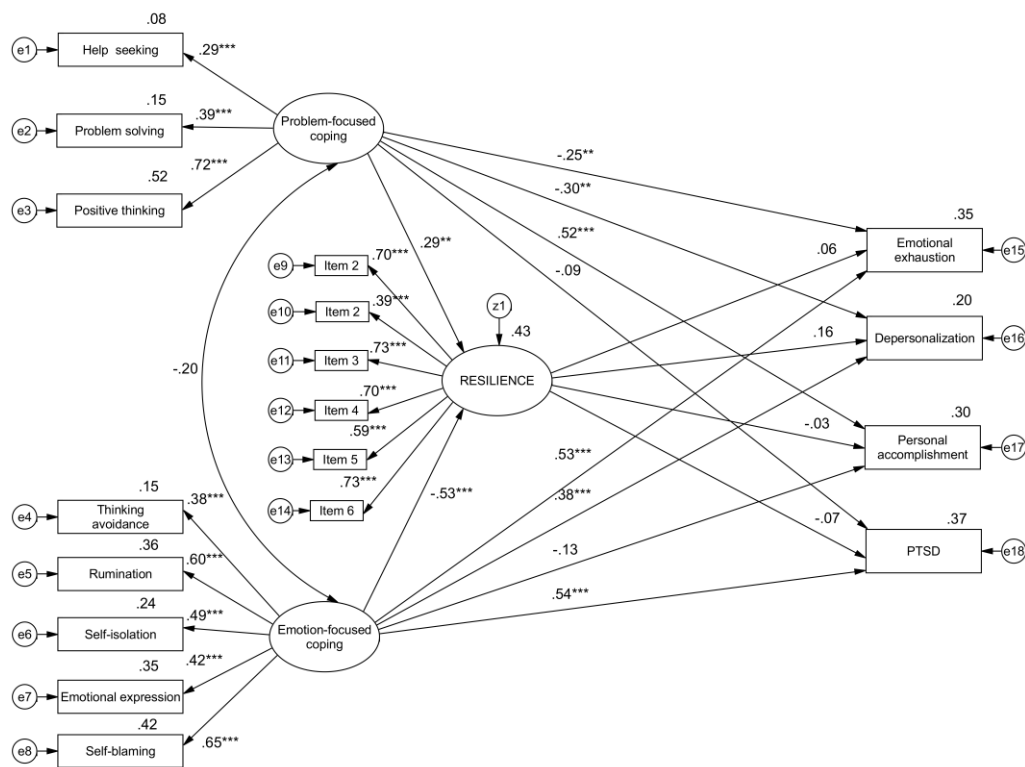 .08
e1
Help seeking
.29***
.15
e2
Problem solving
.39***
.52
e3
Positive thinking
.72***
Problem-focused
coping
-.25**
-.30**
.52***
-.09
.29**
.06
.35
Emotional
exhaustion
e15
.20
Depersonalization
e16
.16
e9
Item 2
.70***
e10
Item 2
.39***
e11
Item 3
.73***
e12
Item 4
.70***
e13
Item 5
.59***
e14
Item 6
.73***
z1
.43
RESILIENCE
-.20
-.53***
-.03
.30
Personal
accomplishment
e17
.53***
.38***
-.07
-.13
.54***
.37
PTSD
e18
.15
e4
Thinking
avoidance
.38***
.36
e5
Rumination
.60***
.24
e6
Self-isolation
.49***
Emotion-focused
coping
.35
e7
Emotional expression
.42***
.42
e8
Self-blaming
.65***